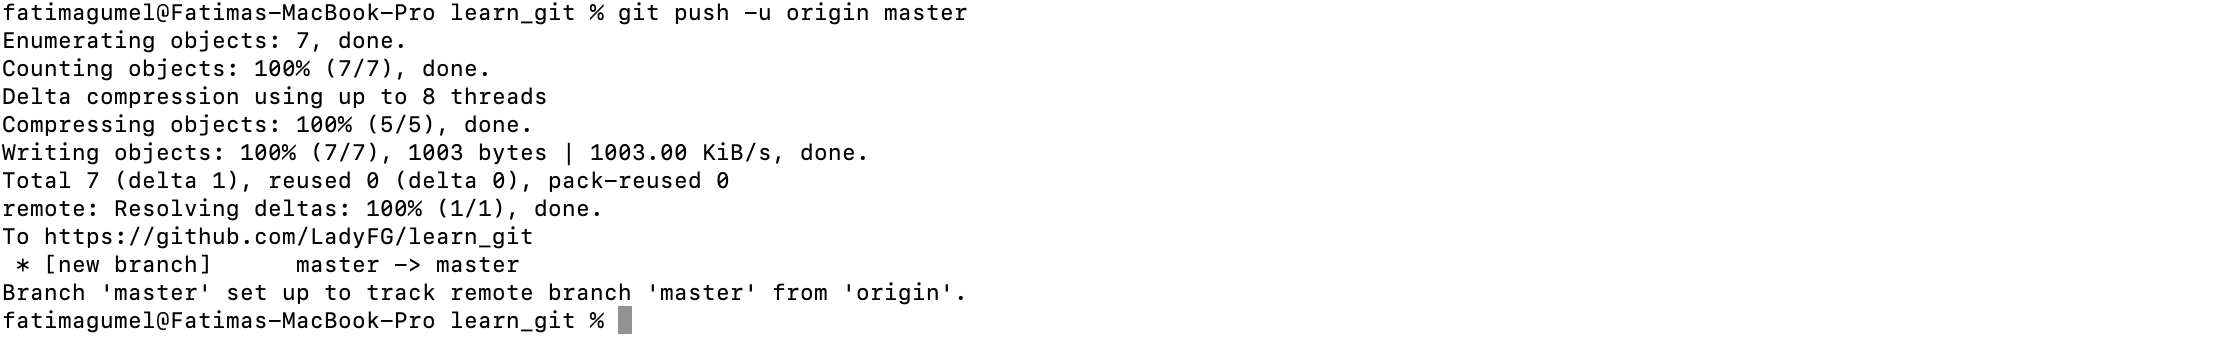 fatimagumel@Fatimas-MacBook-Pro learn_git % git push -u origin master
Enumerating objects: 7, done.
Counting objects: 100% (7/7), done.
Delta compression using up to 8 threads
Compressing objects: 100% (5/5), done.
Writing objects: 100% (7/7), 1003 bytes | 1003.00 KiB/s, done.
Total 7 (delta 1), reused 0 (delta 0), pack-reused 0
remote: Resolving deltas: 100% (1/1), done.
To https://github.com/LadyFG/learn_git
 * [new branch]      master -> master
Branch 'master' set up to track remote branch 'master' from 'origin'.
fatimagumel@Fatimas-MacBook-Pro learn_git %